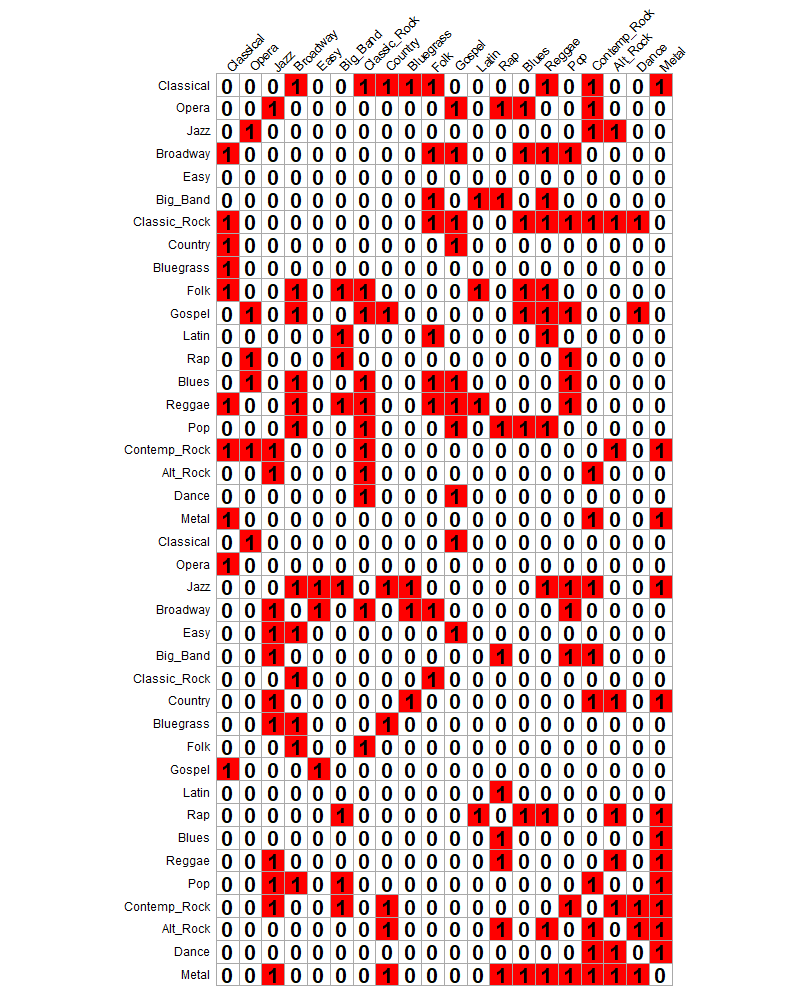 Classical Opera Jazz Broadway Easy Big_Band Classic_Rock Country Bluegrass Folk Gospel Latin Rap Blues Reggae Pop Contemp_Rock Alt_Rock Dance Metal
Classical 0 0 0 1 0 0 1 1 1 1 0 0 0 0 1 0 1 0 0 1
Opera 0 0 1 0 0 0 0 0 0 0 1 0 1 1 0 0 1 0 0 0
Jazz 0 1 0 0 0 0 0 0 0 0 0 0 0 0 0 0 1 1 0 0
Broadway 1 0 0 0 0 0 0 0 0 1 1 0 0 1 1 1 0 0 0 0
Easy 0 0 0 0 0 0 0 0 0 0 0 0 0 0 0 0 0 0 0 0
Big_Band 0 0 0 0 0 0 0 0 0 1 0 1 1 0 1 0 0 0 0 0
Classic_Rock 1 0 0 0 0 0 0 0 0 1 1 0 0 1 1 1 1 1 1 0
Country 1 0 0 0 0 0 0 0 0 0 1 0 0 0 0 0 0 0 0 0
Bluegrass 1 0 0 0 0 0 0 0 0 0 0 0 0 0 0 0 0 0 0 0
Folk 1 0 0 1 0 1 1 0 0 0 0 1 0 1 1 0 0 0 0 0
Gospel 0 1 0 1 0 0 1 1 0 0 0 0 0 1 1 1 0 0 1 0
Latin 0 0 0 0 0 1 0 0 0 1 0 0 0 0 1 0 0 0 0 0
Rap 0 1 0 0 0 1 0 0 0 0 0 0 0 0 0 1 0 0 0 0
Blues 0 1 0 1 0 0 1 0 0 1 1 0 0 0 0 1 0 0 0 0
Reggae 1 0 0 1 0 1 1 0 0 1 1 1 0 0 0 1 0 0 0 0
Pop 0 0 0 1 0 0 1 0 0 0 1 0 1 1 1 0 0 0 0 0
Contemp_Rock 1 1 1 0 0 0 1 0 0 0 0 0 0 0 0 0 0 1 0 1
Alt_Rock 0 0 1 0 0 0 1 0 0 0 0 0 0 0 0 0 1 0 0 0
Dance 0 0 0 0 0 0 1 0 0 0 1 0 0 0 0 0 0 0 0 0
Metal 1 0 0 0 0 0 0 0 0 0 0 0 0 0 0 0 1 0 0 1
Classical 0 1 0 0 0 0 0 0 0 0 1 0 0 0 0 0 0 0 0 0
Opera 1 0 0 0 0 0 0 0 0 0 0 0 0 0 0 0 0 0 0 0
Jazz 0 0 0 1 1 1 0 1 1 0 0 0 0 0 1 1 1 0 0 1
Broadway 0 0 1 0 1 0 1 0 1 1 0 0 0 0 0 1 0 0 0 0
Easy 0 0 1 1 0 0 0 0 0 0 1 0 0 0 0 0 0 0 0 0
Big_Band 0 0 1 0 0 0 0 0 0 0 0 0 1 0 0 1 1 0 0 0
Classic_Rock 0 0 0 1 0 0 0 0 0 1 0 0 0 0 0 0 0 0 0 0
Country 0 0 1 0 0 0 0 0 1 0 0 0 0 0 0 0 1 1 0 1
Bluegrass 0 0 1 1 0 0 0 1 0 0 0 0 0 0 0 0 0 0 0 0
Folk 0 0 0 1 0 0 1 0 0 0 0 0 0 0 0 0 0 0 0 0
Gospel 1 0 0 0 1 0 0 0 0 0 0 0 0 0 0 0 0 0 0 0
Latin 0 0 0 0 0 0 0 0 0 0 0 0 1 0 0 0 0 0 0 0
Rap 0 0 0 0 0 1 0 0 0 0 0 1 0 1 1 0 0 1 0 1
Blues 0 0 0 0 0 0 0 0 0 0 0 0 1 0 0 0 0 0 0 1
Reggae 0 0 1 0 0 0 0 0 0 0 0 0 1 0 0 0 0 1 0 1
Pop 0 0 1 1 0 1 0 0 0 0 0 0 0 0 0 0 1 0 0 1
Contemp_Rock 0 0 1 0 0 1 0 1 0 0 0 0 0 0 0 1 0 1 1 1
Alt_Rock 0 0 0 0 0 0 0 1 0 0 0 0 1 0 1 0 1 0 1 1
Dance 0 0 0 0 0 0 0 0 0 0 0 0 0 0 0 0 1 1 0 1
Metal 0 0 1 0 0 0 0 1 0 0 0 0 1 1 1 1 1 1 1 0